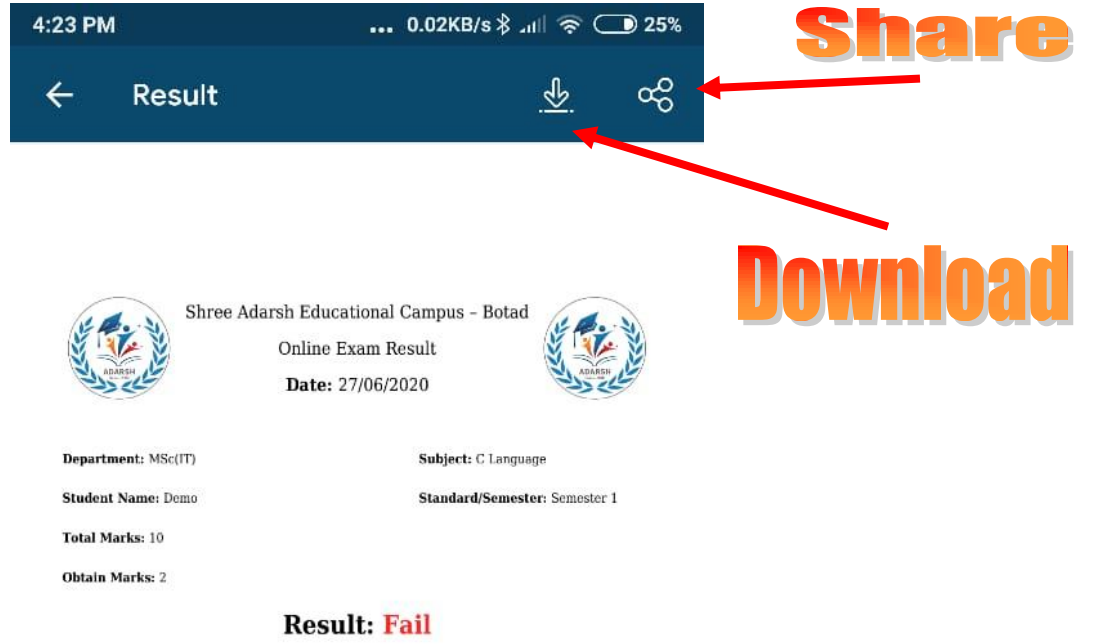 4:23 PM ... 0.02KB/s 25%
Share
Result
Download
Shree Adarsh Educational Campus – Botad
Online Exam Result
Date: 27/06/2020
ADARSH ADARSH
Department: MSc(IT) Subject: C Language
Student Name: Demo Standard/Semester: Semester 1
Total Marks: 10
Obtain Marks: 2
Result: Fail